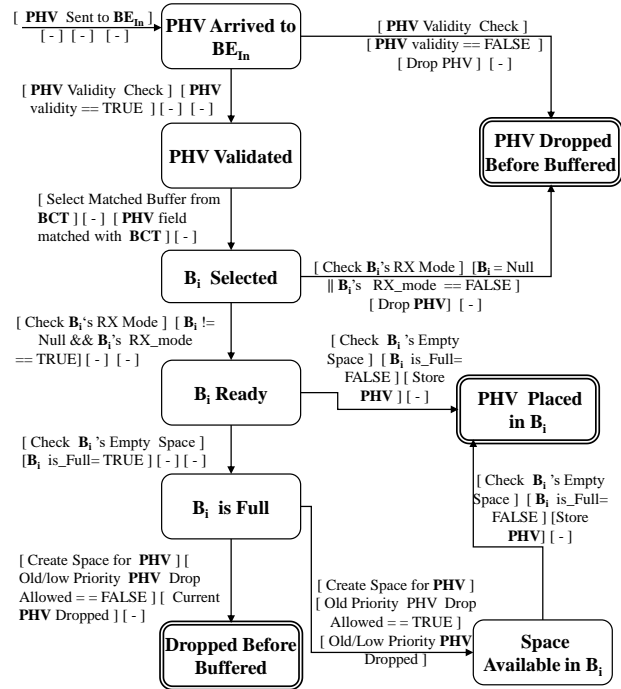 [ PHV Sent to BEIn ]
[ - ] [ - ] [ - ]
PHV Arrived to
BEIn
[ PHV Validity Check ]
[ PHV validity == FALSE ]
[ Drop PHV ] [ - ]
[ PHV Validity Check ] [ PHV
validity == TRUE ] [ - ] [ - ]
PHV Dropped
Before Buffered
PHV Validated
[ Select Matched Buffer from
BCT ] [ - ] [ PHV field
matched with BCT ] [ - ]
Bi Selected
[ Check Bi's RX Mode ] [Bi = Null
|| Bi's RX_mode == FALSE ]
[ Drop PHV] [ - ]
[ Check Bi‘s RX Mode ] [ Bi !=
Null && Bi's RX_mode
== TRUE] [ - ] [ - ]
[ Check Bi 's Empty
Space ] [ Bi is_Full=
FALSE ] [ Store
PHV ] [ - ]
Bi Ready
PHV Placed
in Bi
[ Check Bi 's Empty Space ]
[Bi is_Full= TRUE ] [ - ] [ - ]
[ Check Bi 's Empty
Space ] [ Bi is_Full=
FALSE ] [Store
PHV] [ - ]
Bi is Full
[ Create Space for PHV ] [
Old/low Priority PHV Drop
Allowed = = FALSE ] [ Current
PHV Dropped ] [ - ]
[ Create Space for PHV ]
[ Old Priority PHV Drop
Allowed = = TRUE ]
[ Old/Low Priority PHV
Dropped ]
Dropped Before
Buffered
Space
Available in Bi